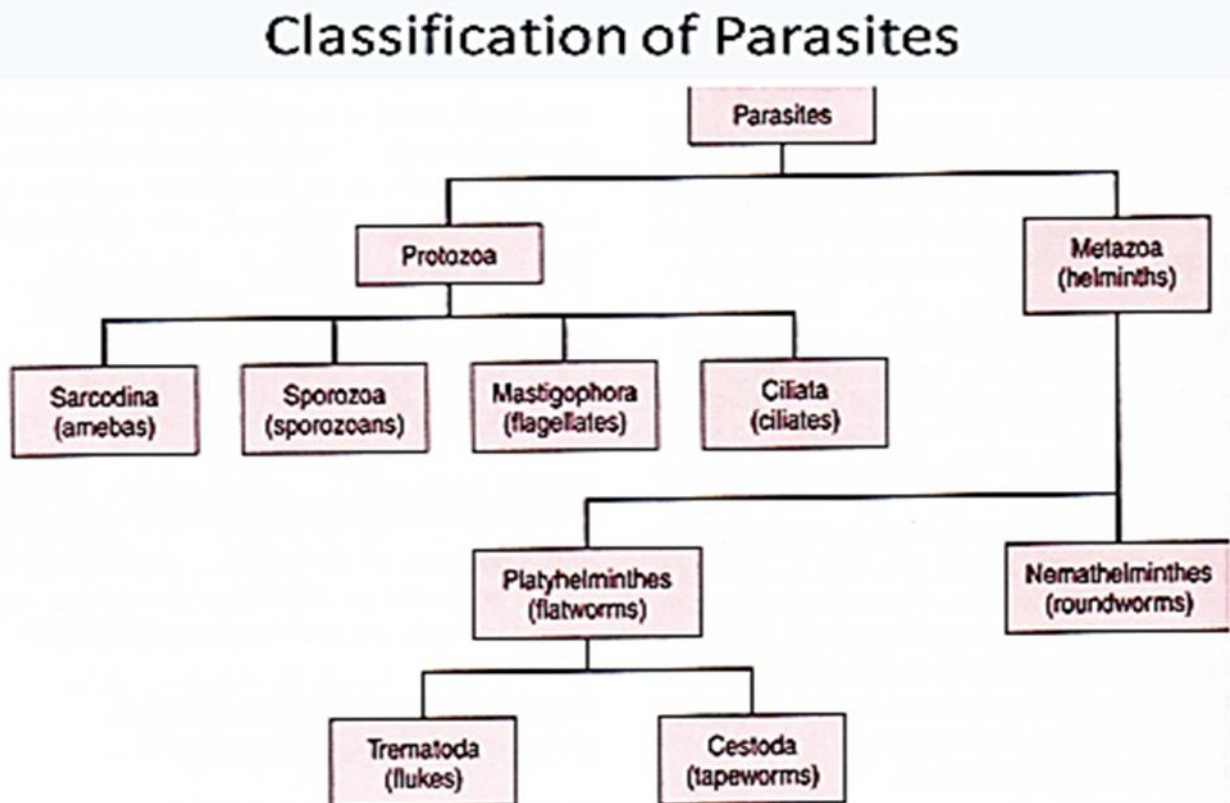 Classification of Parasites
Parasites
Protozoa
Metazoa
(helminths)
Sarcodina
(amebas)
Sporozoa
(sporozoans)
Mastigophora
(flagellates)
Ciliata
(ciliates)
Platyhelminthes
(flatworms)
Nemathelminthes
(roundworms)
Trematoda
(flukes)
Cestoda
(tapeworms)